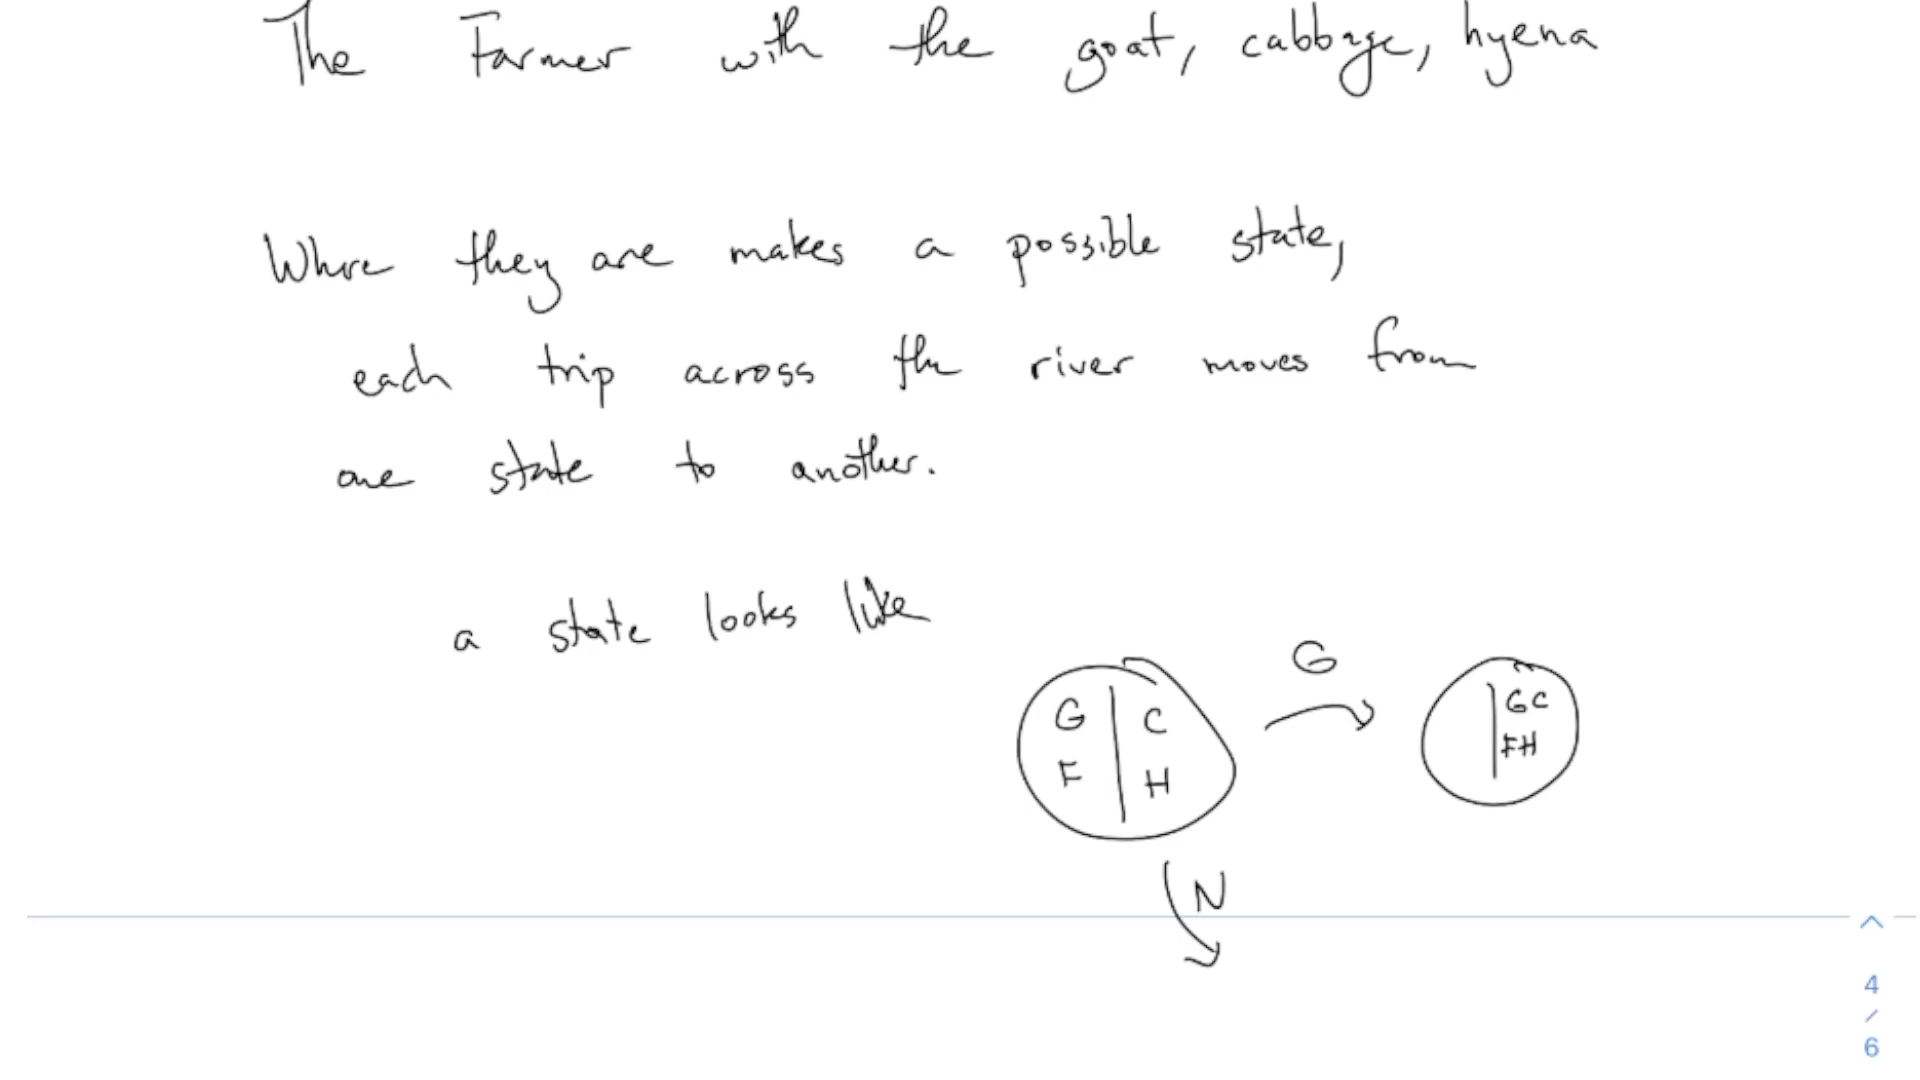 The Farmer with the goat, cabbage, hyena
Where they are makes a possible state,
each trip across the river moves from
one state to another.
a state looks like
G
G C
F H
GC
FH
N
4
/
6